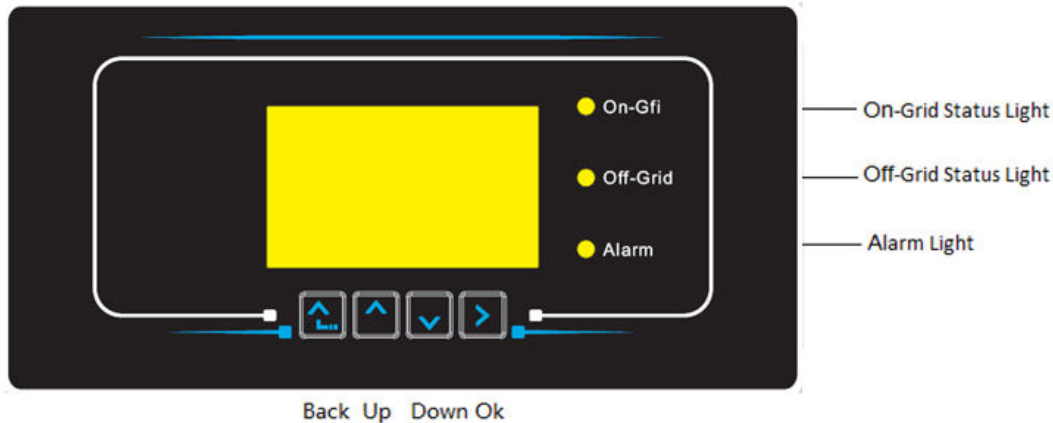 On-Gfi
On-Grid Status Light
Off-Grid
Off-Grid Status Light
Alarm
Alarm Light
Back Up Down Ok